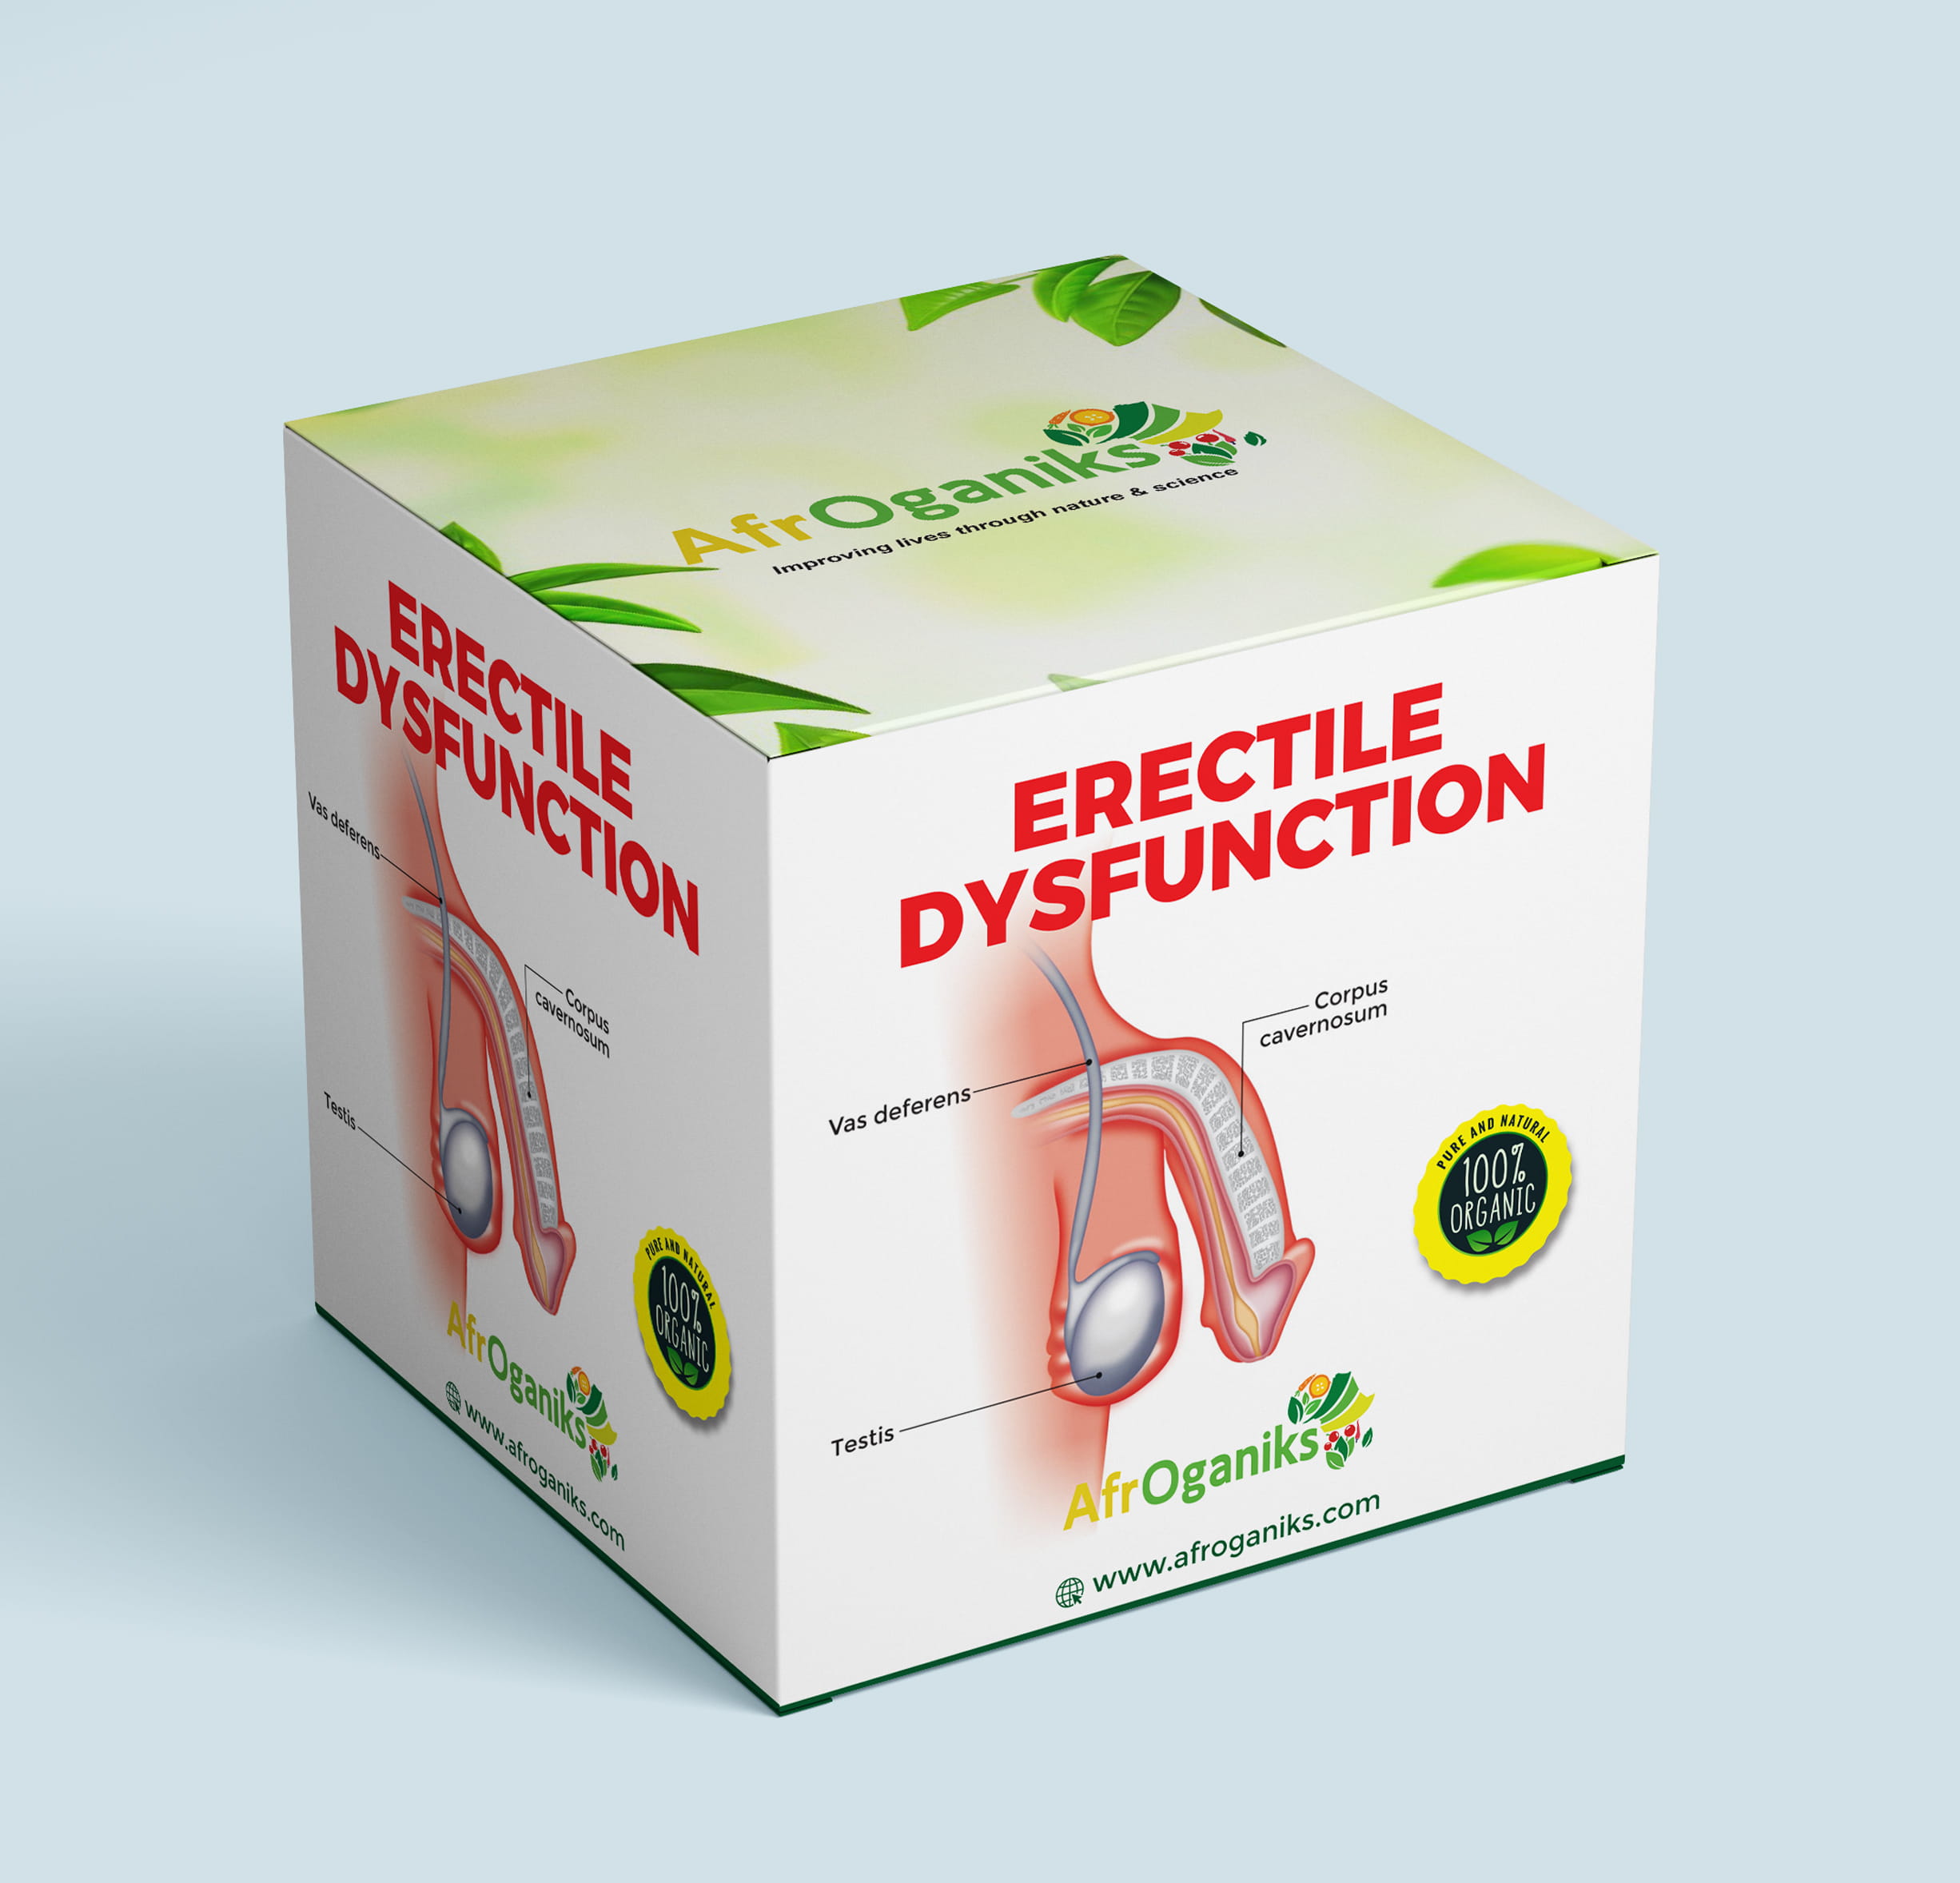 AfrOganiks
Improving lives through nature & science
ERECTILE
DYSFUNCTION
Vas deferens
Corpus
cavernosum
Testis
PURE AND NATURAL
100%
ORGANIC
AfrOganiks
www.afroganiks.com
ERECTILE
DYSFUNCTION
Corpus
cavernosum
Vas deferens
PURE AND NATURAL
100%
ORGANIC
Testis
AfrOganiks
www.afroganiks.com